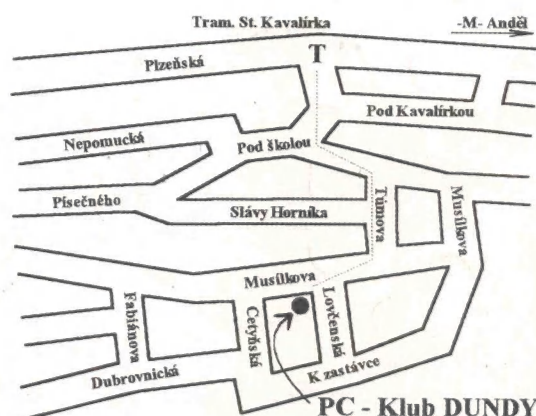 Tram. St. Kavalírka
-M- Anděl
T
Plzeňská
Pod Kavalírkou
Nepomucká
Pod školou
Písečného
Slávy Horníka
Tůmova
Musílkova
Musílkova
Fabiánova
Cetyňská
Lovčenská
Dubrovnická
K zastávce
PC - Klub DUNDY